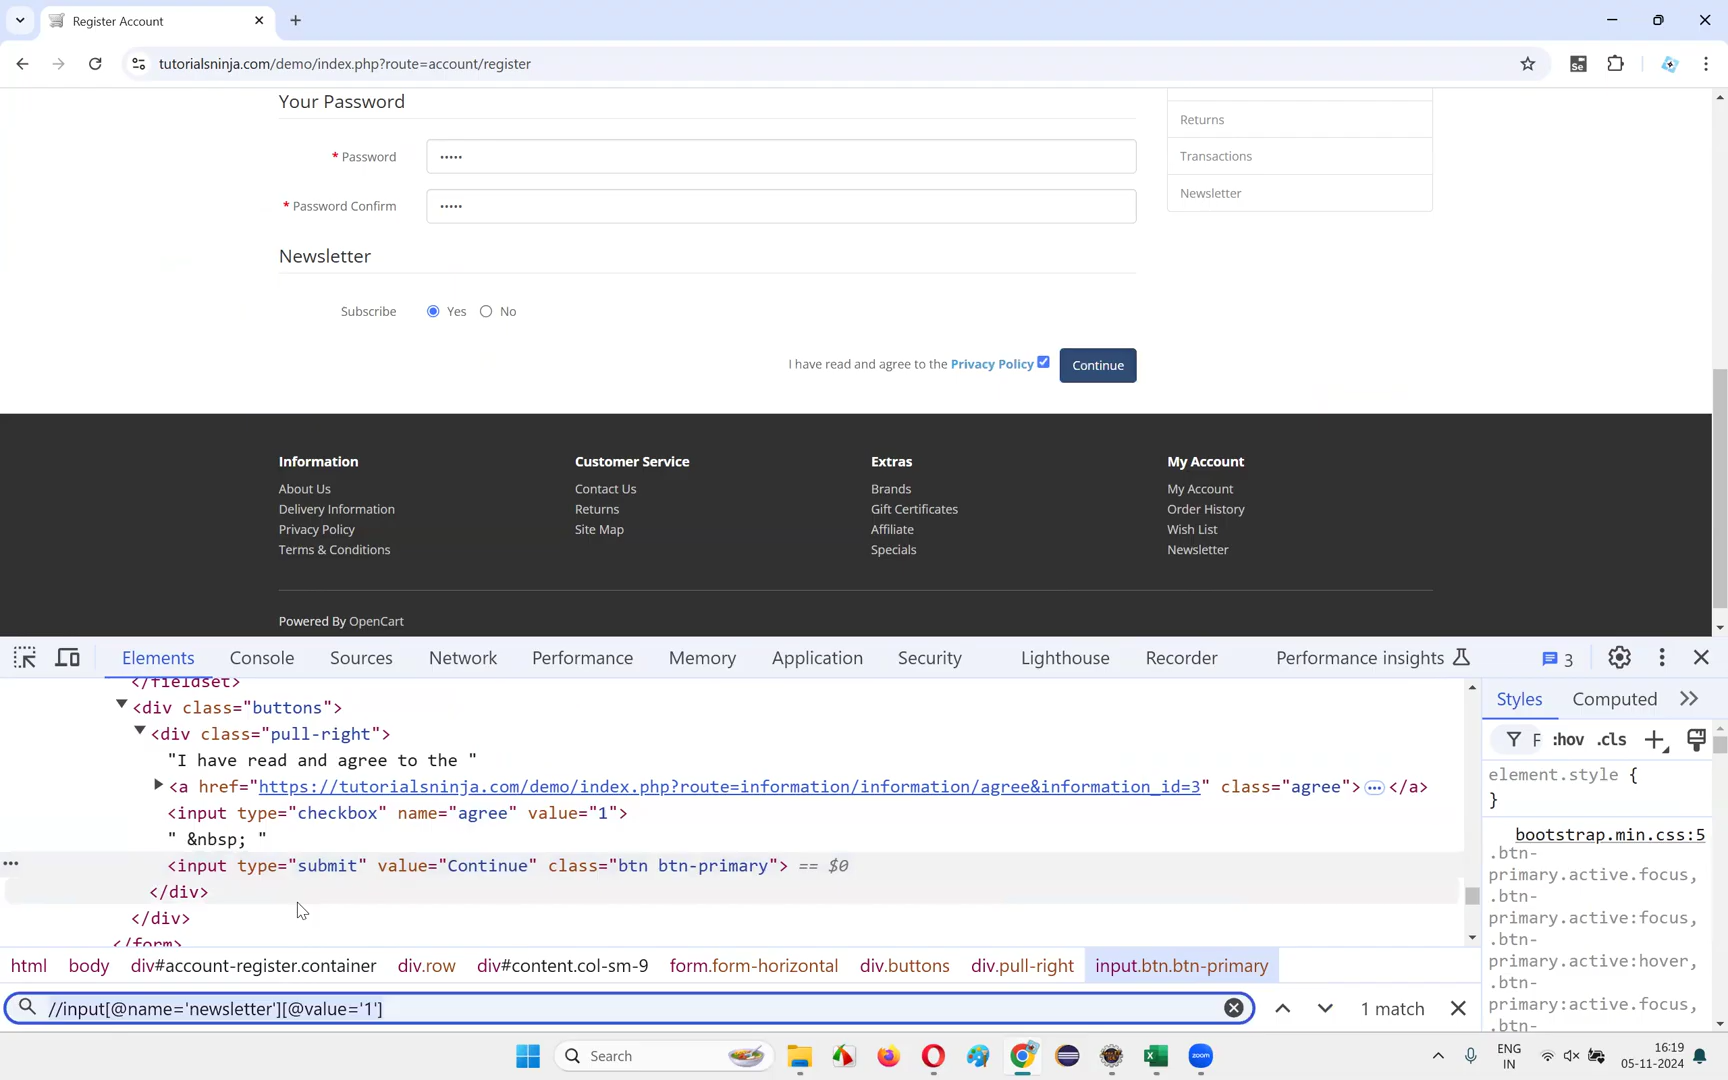 Register Account
tutorialsninja.com/demo/index.php?route=account/register
Your Password
* Password
•••••
* Password Confirm
•••••
Newsletter
Subscribe Yes No
I have read and agree to the Privacy Policy Continue
Returns
Transactions
Newsletter
Information
About Us
Delivery Information
Privacy Policy
Terms & Conditions
Customer Service
Contact Us
Returns
Site Map
Extras
Brands
Gift Certificates
Affiliate
Specials
My Account
My Account
Order History
Wish List
Newsletter
Powered By OpenCart
Elements Console Sources Network Performance Memory Application Security Lighthouse Recorder Performance insights 3
</fieldset>
<div class="buttons">
<div class="pull-right">
"I have read and agree to the "
<a href="https://tutorialsninja.com/demo/index.php?route=information/information/agree&information_id=3" class="agree">…</a>
<input type="checkbox" name="agree" value="1">
" &nbsp; "
<input type="submit" value="Continue" class="btn btn-primary"> == $0
</div>
</div>
</form>
html body div#account-register.container div.row div#content.col-sm-9 form.form-horizontal div.buttons div.pull-right input.btn.btn-primary
//input[@name='newsletter'][@value='1'] 1 match
Styles Computed
F :hov .cls
element.style {
}
bootstrap.min.css:5
.btn-
primary.active.focus,
.btn-
primary.active:focus,
.btn-
primary.active:hover,
.btn-
primary:active.focus,
.btn-
Search
zoom
ENG
IN
16:19
05-11-2024